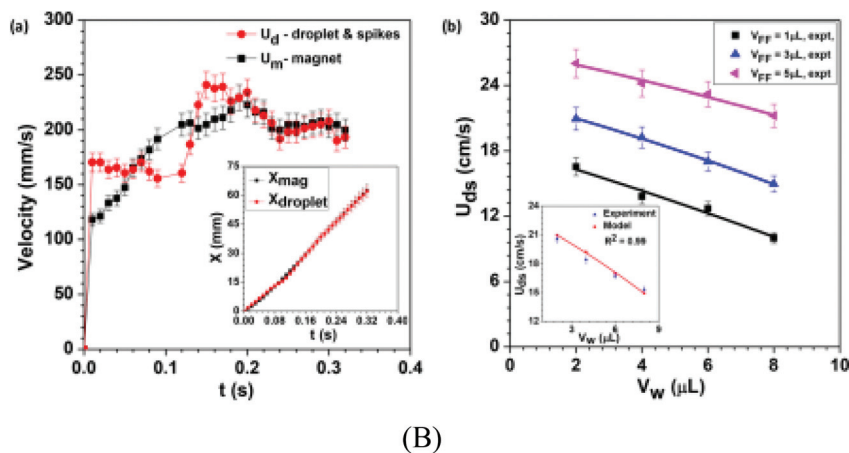 (a)
U_d - droplet & spikes
U_m- magnet
Velocity (mm/s)
300
250
200
150
100
50
0
0.0 0.1 0.2 0.3 0.4
t (s)
X_mag
X_droplet
X (mm)
75
60
45
30
15
0
0.00 0.08 0.16 0.24 0.32 0.40
t (s)
(b)
V_FF = 1μL, expt,
V_FF = 3μL, expt
V_FF = 5μL, expt
U_ds (cm/s)
30
24
18
12
6
0
0 2 4 6 8 10
V_w (μL)
Experiment
Model
R² = 0.99
U_ds (cm/s)
24
21
18
15
12
3 6 9
V_w (μL)
(B)